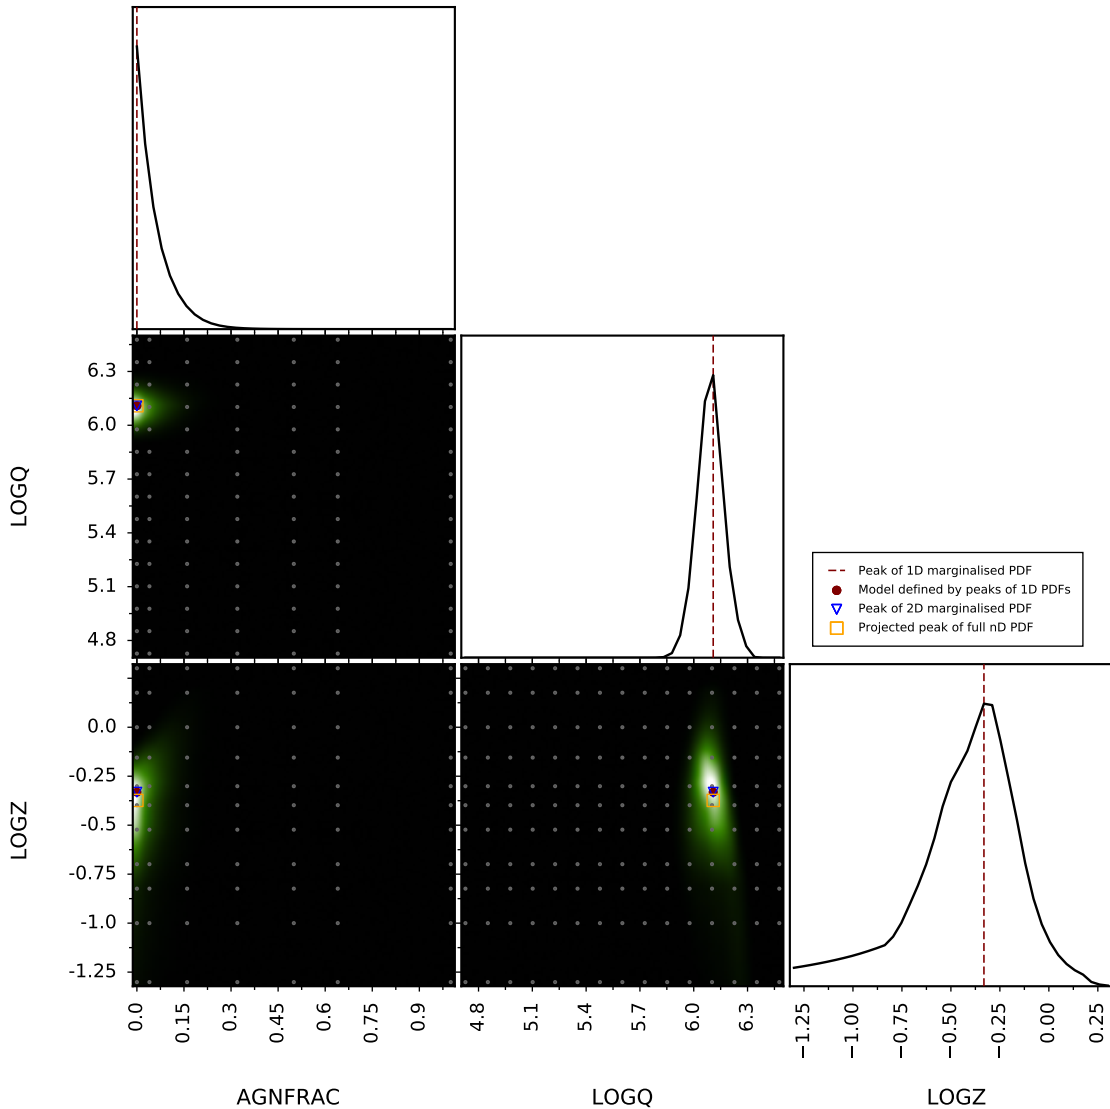 6.3
6.0
5.7
5.4
5.1
4.8
LOGQ
Peak of 1D marginalised PDF
Model defined by peaks of 1D PDFs
Peak of 2D marginalised PDF
Projected peak of full nD PDF
0.0
-0.25
-0.5
-0.75
-1.0
-1.25
LOGZ
0.0 0.15 0.3 0.45 0.6 0.75 0.9
4.8 5.1 5.4 5.7 6.0 6.3
−1.25 −1.00 −0.75 −0.50 −0.25 0.00 0.25
AGNFRAC LOGQ LOGZ